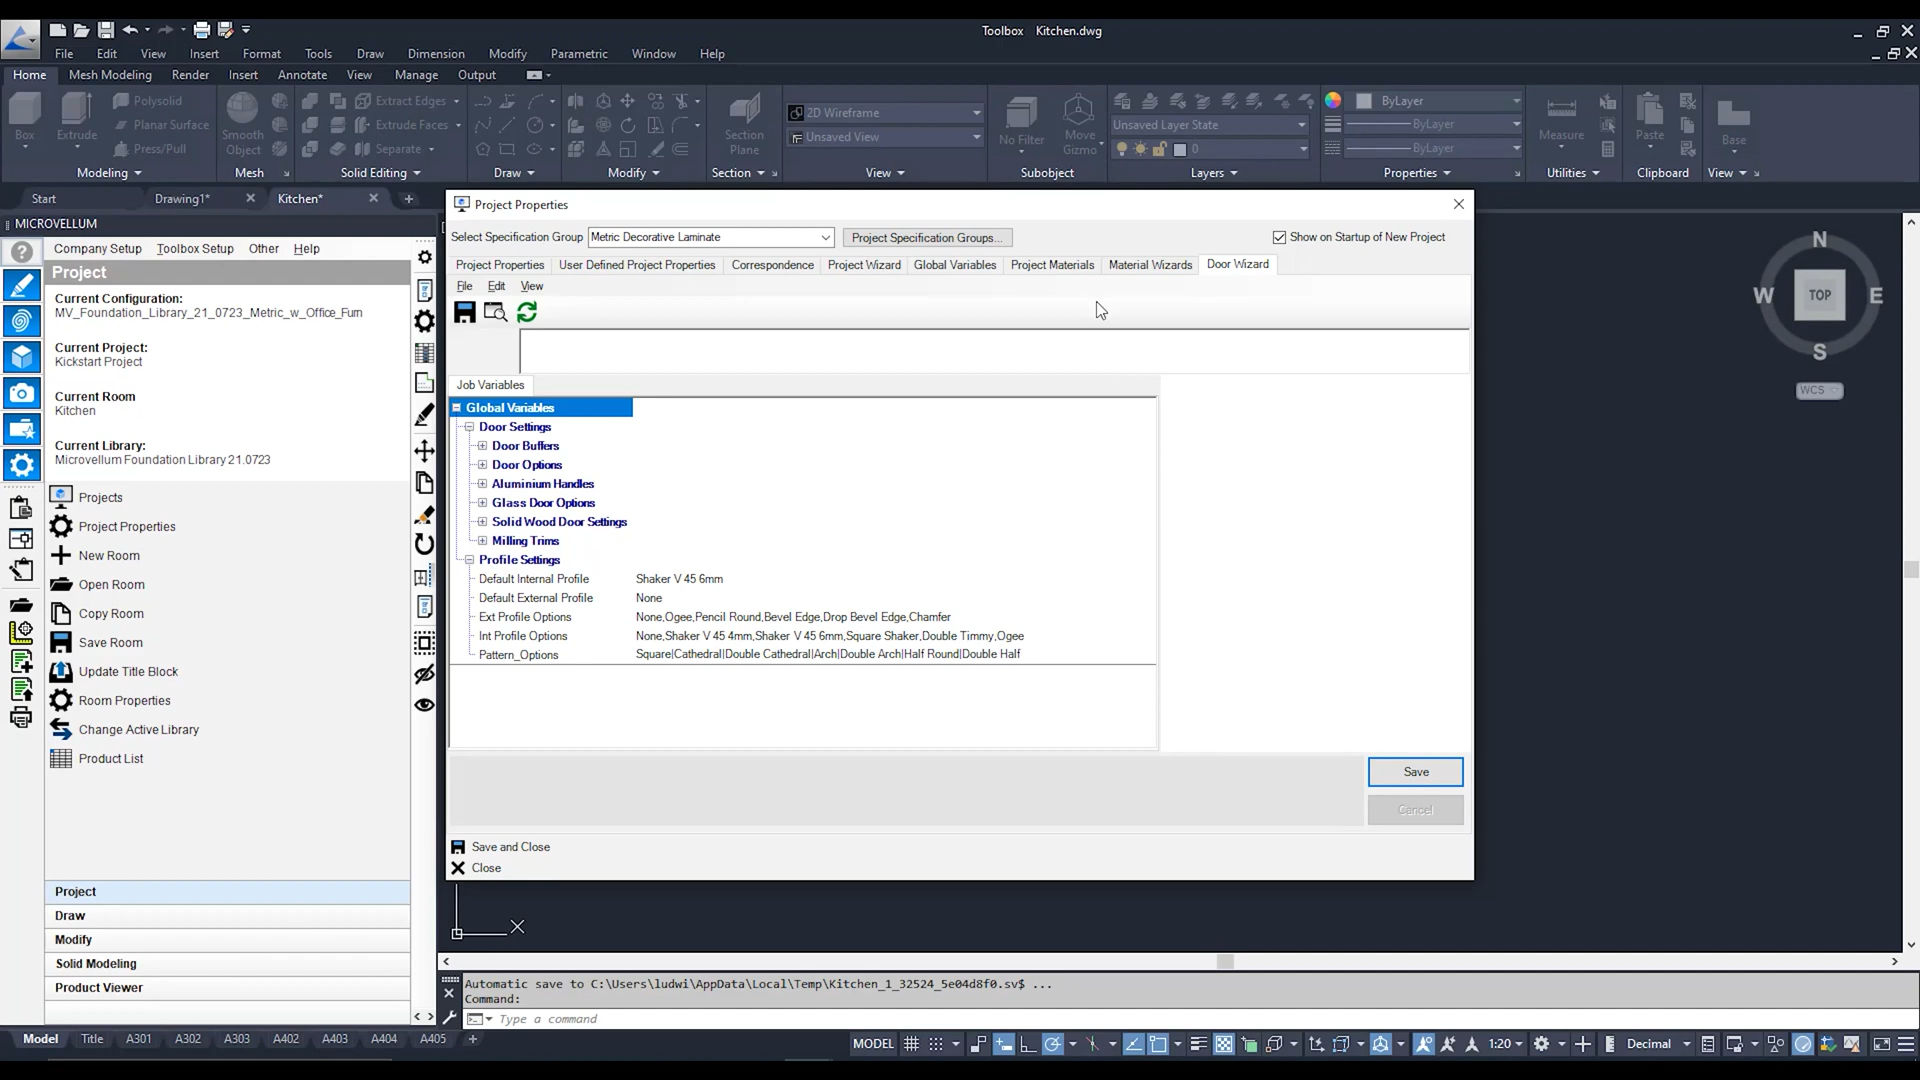 Toolbox Kitchen.dwg
File Edit View Insert Format Tools Draw Dimension Modify Parametric Window Help
Home Mesh Modeling Render Insert Annotate View Manage Output
Box
Extrude
Polysolid
Planar Surface
Press/Pull
Extract Edges
Extrude Faces
Separate
Smooth
Object
Section
Plane
2D Wireframe
Unsaved View
No Filter
Move
Gizmo
Unsaved Layer State
0
ByLayer
ByLayer
ByLayer
Measure
Paste
Base
Modeling Mesh Solid Editing Draw Modify Section View Subobject Layers Properties Utilities Clipboard View
Start Drawing1* Kitchen*
MICROVELLUM
Company Setup Toolbox Setup Other Help
Project
Current Configuration:
MV_Foundation_Library_21_0723_Metric_w_Office_Furn
Current Project:
Kickstart Project
Current Room
Kitchen
Current Library:
Microvellum Foundation Library 21.0723
Projects
Project Properties
New Room
Open Room
Copy Room
Save Room
Update Title Block
Room Properties
Change Active Library
Product List
Project
Draw
Modify
Solid Modeling
Product Viewer
Project Properties
Select Specification Group Metric Decorative Laminate Project Specification Groups... Show on Startup of New Project
Project Properties User Defined Project Properties Correspondence Project Wizard Global Variables Project Materials Material Wizards Door Wizard
File Edit View
Job Variables
Global Variables
Door Settings
Door Buffers
Door Options
Aluminium Handles
Glass Door Options
Solid Wood Door Settings
Milling Trims
Profile Settings
Default Internal Profile Shaker V 45 6mm
Default External Profile None
Ext Profile Options None,Ogee,Pencil Round,Bevel Edge,Drop Bevel Edge,Chamfer
Int Profile Options None,Shaker V 45 4mm,Shaker V 45 6mm,Square Shaker,Double Timmy,Ogee
Pattern_Options Square|Cathedral|Double Cathedral|Arch|Double Arch|Half Round|Double Half
Save
Cancel
Save and Close
Close
N
W TOP E
S
WCS
X
Automatic save to C:\Users\ludwi\AppData\Local\Temp\Kitchen_1_32524_5e04d8f0.sv$ ...
Command:
Type a command
Model Title A301 A302 A303 A402 A403 A404 A405
MODEL 1:20 Decimal